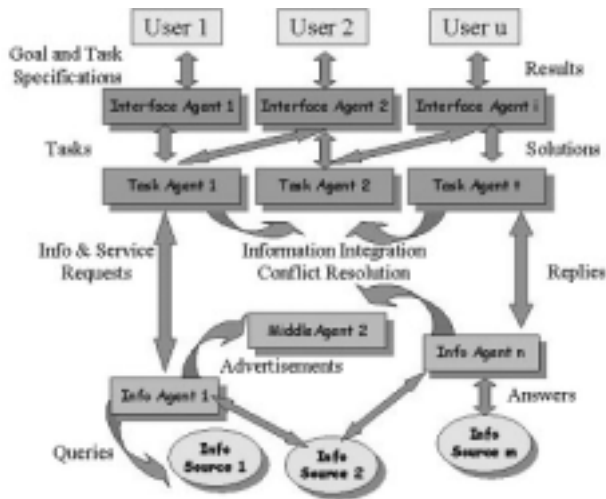 User 1
User 2
User u
Goal and Task
Specifications
Results
Interface Agent 1
Interface Agent 2
Interface Agent i
Tasks
Solutions
Task Agent 1
Task Agent 2
Task Agent t
Info & Service
Requests
Information Integration
Conflict Resolution
Replies
MiddleAgent 2
Advertisements
Info Agent n
Info Agent 1
Answers
Queries
Info
Source 1
Info
Source 2
Info
Source m